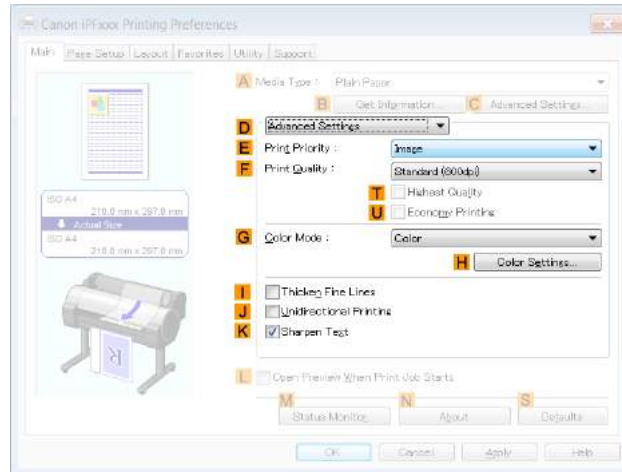 Canon iPFxxx Printing Preferences
Main Page Setup Layout Favorites Utility Support
A Media Type : Plain Paper
B Get Information... C Advanced Settings...
D Advanced Settings
E Print Priority : Image
F Print Quality : Standard (600dpi)
T Highest Quality
U Economy Printing
ISO A4
210.0 mm x 297.0 mm
Actual Size
ISO A4
210.0 mm x 297.0 mm
G Color Mode : Color
H Color Settings...
I Thicken Fine Lines
J Unidirectional Printing
K Sharpen Text
L Open Preview When Print Job Starts
M N S
Status Monitor... About Defaults
OK Cancel Apply Help